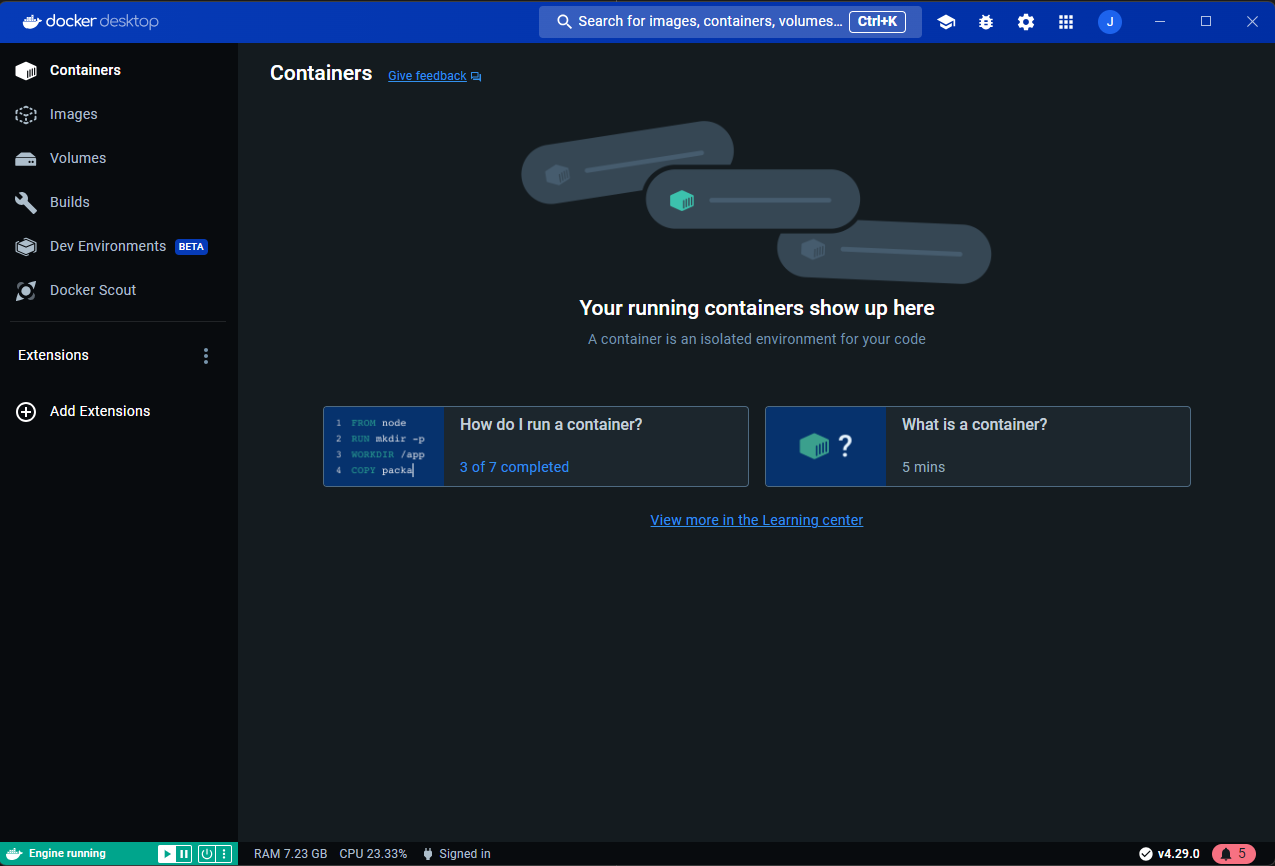 docker desktop
Search for images, containers, volumes... Ctrl+K
J
Containers
Images
Volumes
Builds
Dev Environments BETA
Docker Scout
Extensions
Add Extensions
Containers Give feedback
Your running containers show up here
A container is an isolated environment for your code
1 FROM node
2 RUN mkdir -p
3 WORKDIR /app
4 COPY packa
How do I run a container?
3 of 7 completed
?
What is a container?
5 mins
View more in the Learning center
Engine running
RAM 7.23 GB CPU 23.33% Signed in
v4.29.0
5